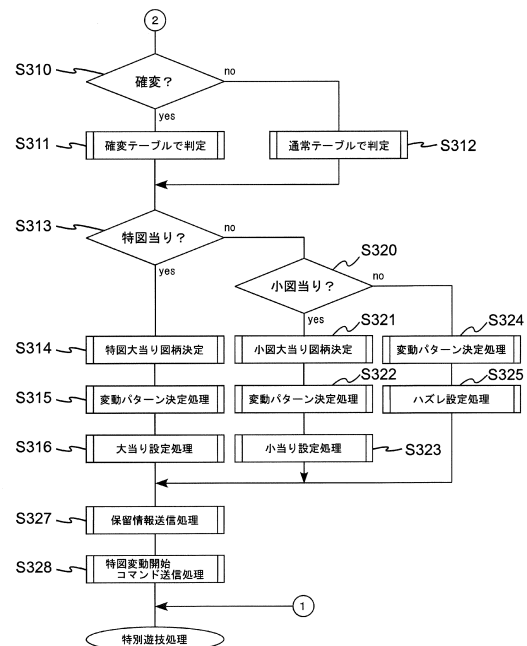 2
S310
確変?
no
yes
S311
確変テーブルで判定
通常テーブルで判定
S312
S313
特図当り?
no
yes
S320
小図当り?
no
yes
S314
特図大当り図柄決定
S321
小図大当り図柄決定
S324
変動パターン決定処理
S315
変動パターン決定処理
S322
変動パターン決定処理
S325
ハズレ設定処理
S316
大当り設定処理
小当り設定処理
S323
S327
保留情報送信処理
S328
特図変動開始
コマンド送信処理
1
特別遊技処理